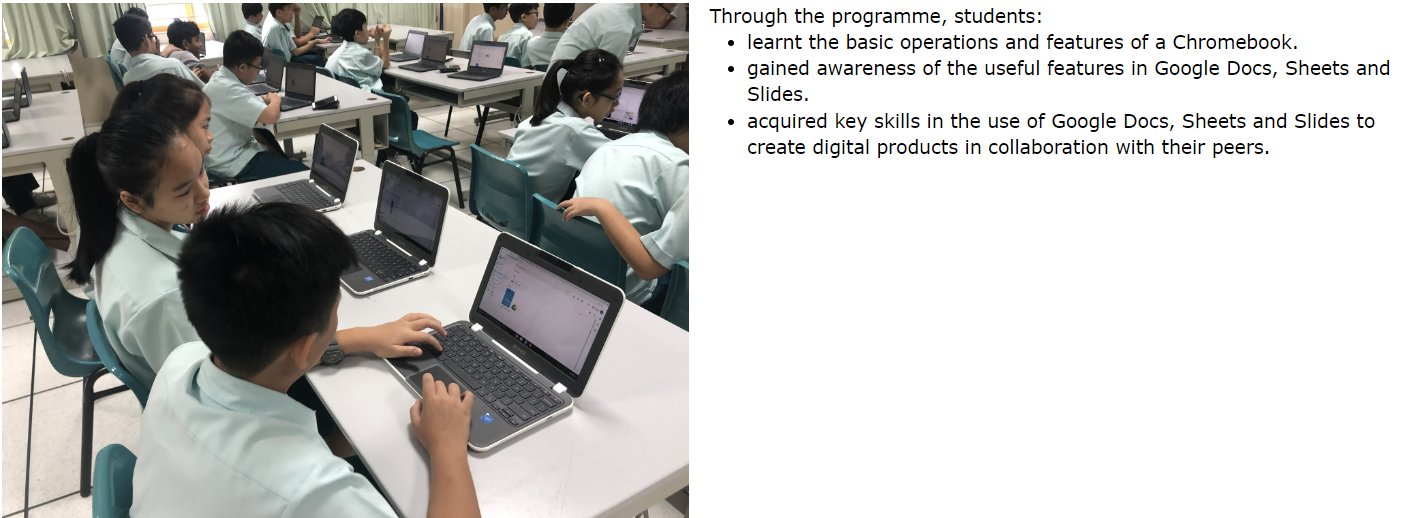 Through the programme, students:
• learnt the basic operations and features of a Chromebook.
• gained awareness of the useful features in Google Docs, Sheets and
Slides.
• acquired key skills in the use of Google Docs, Sheets and Slides to
create digital products in collaboration with their peers.